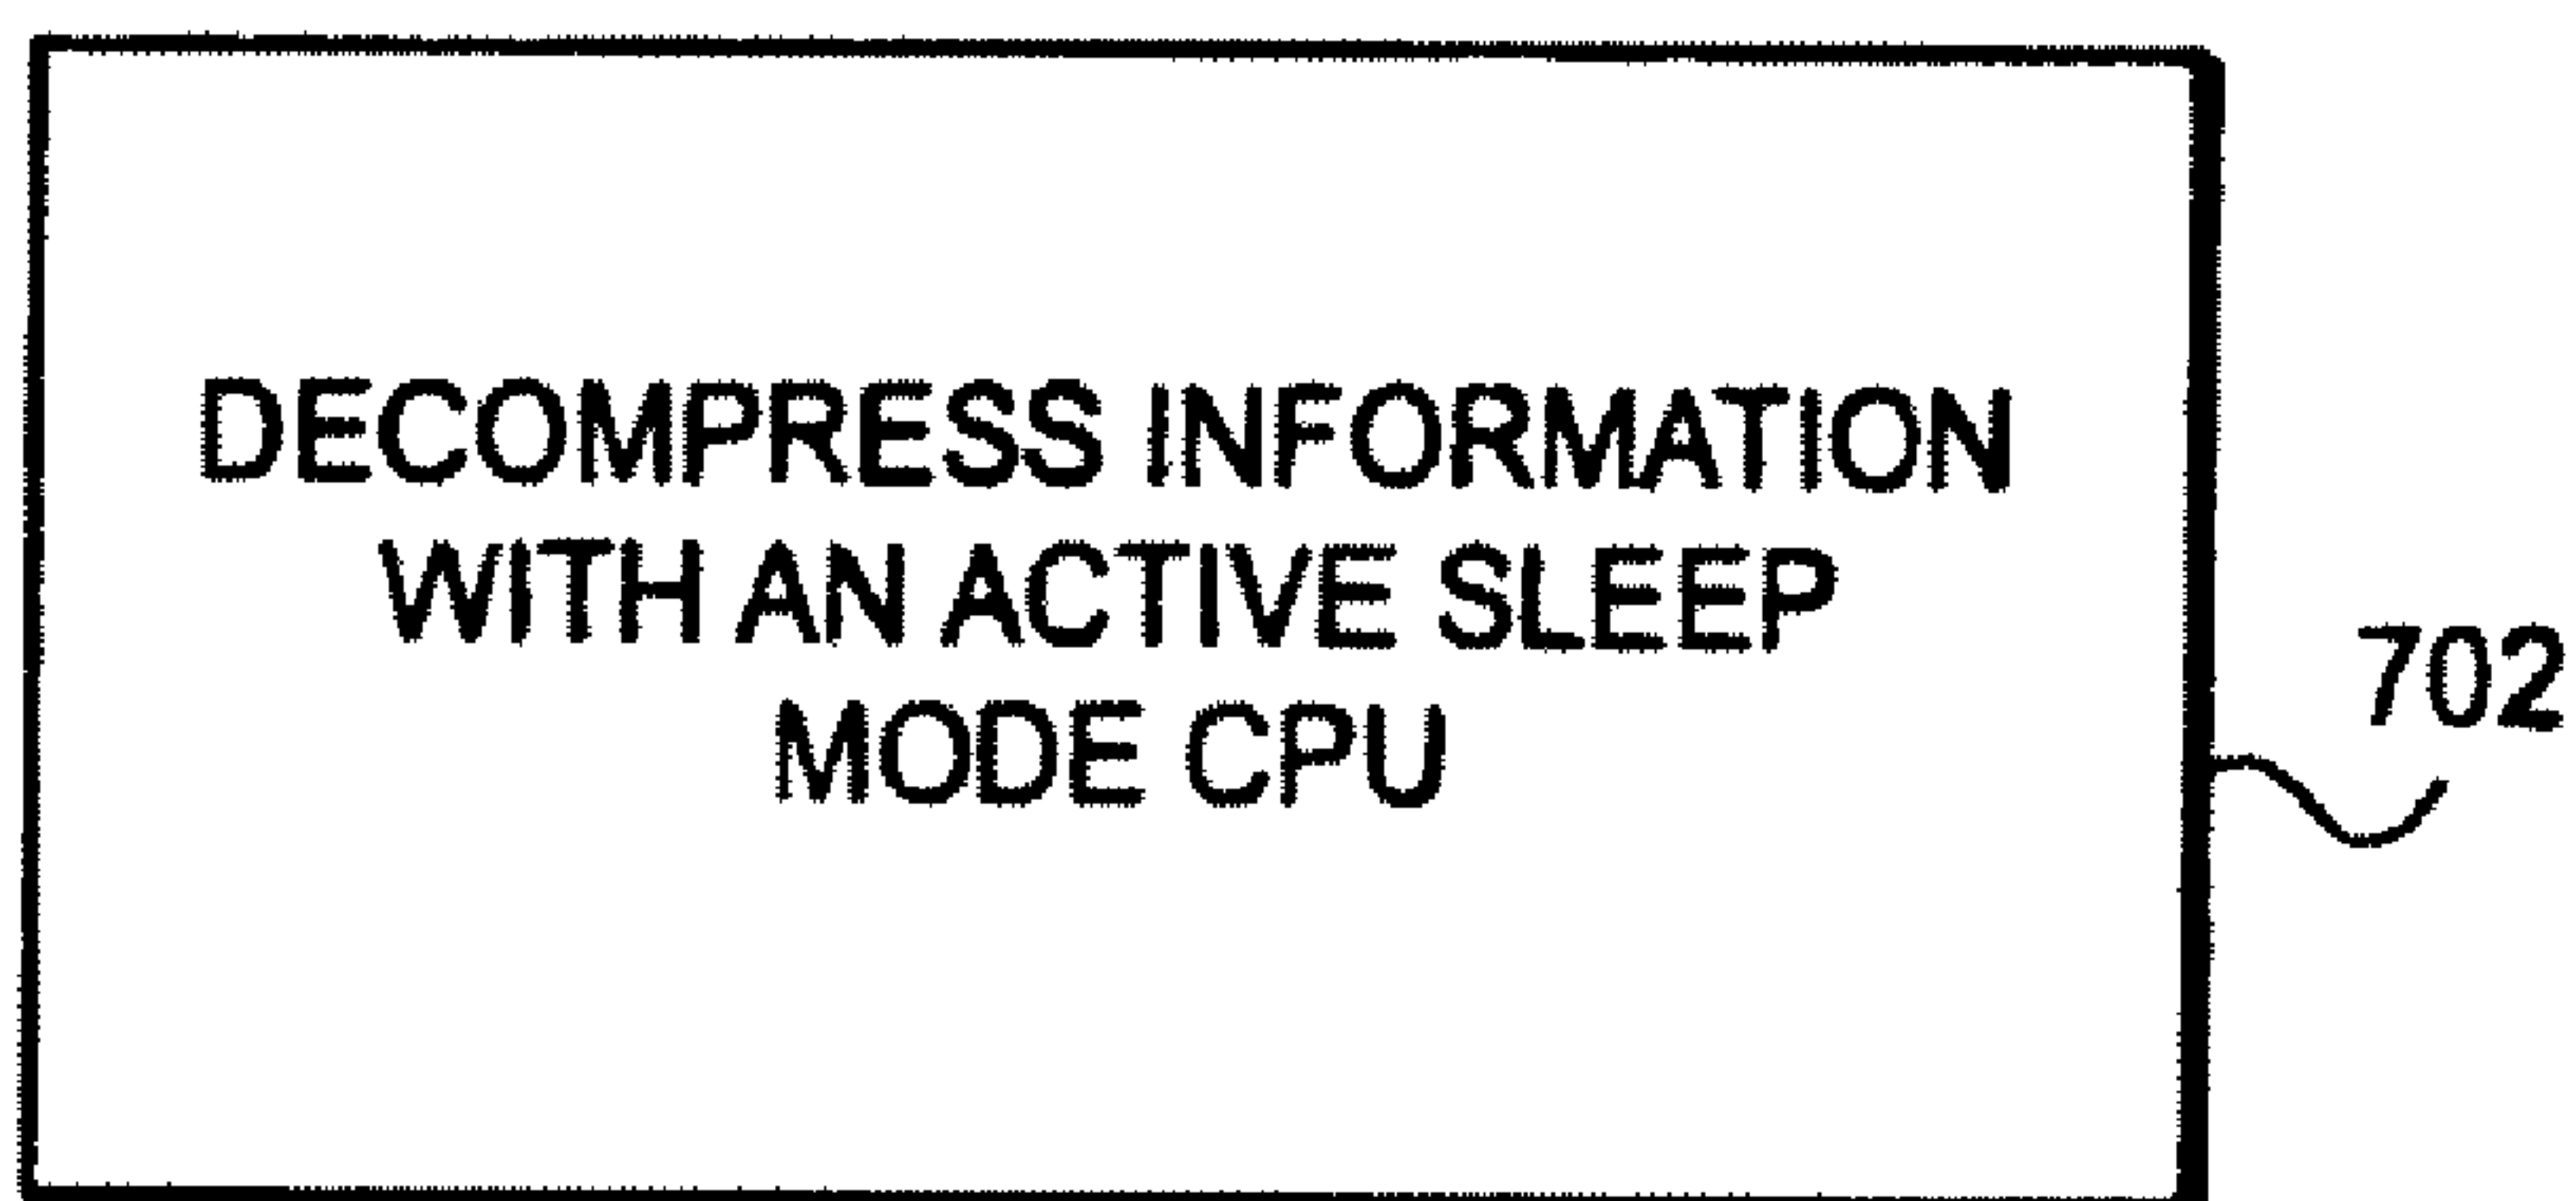 DECOMPRESS INFORMATION
WITH AN ACTIVE SLEEP
MODE CPU
702